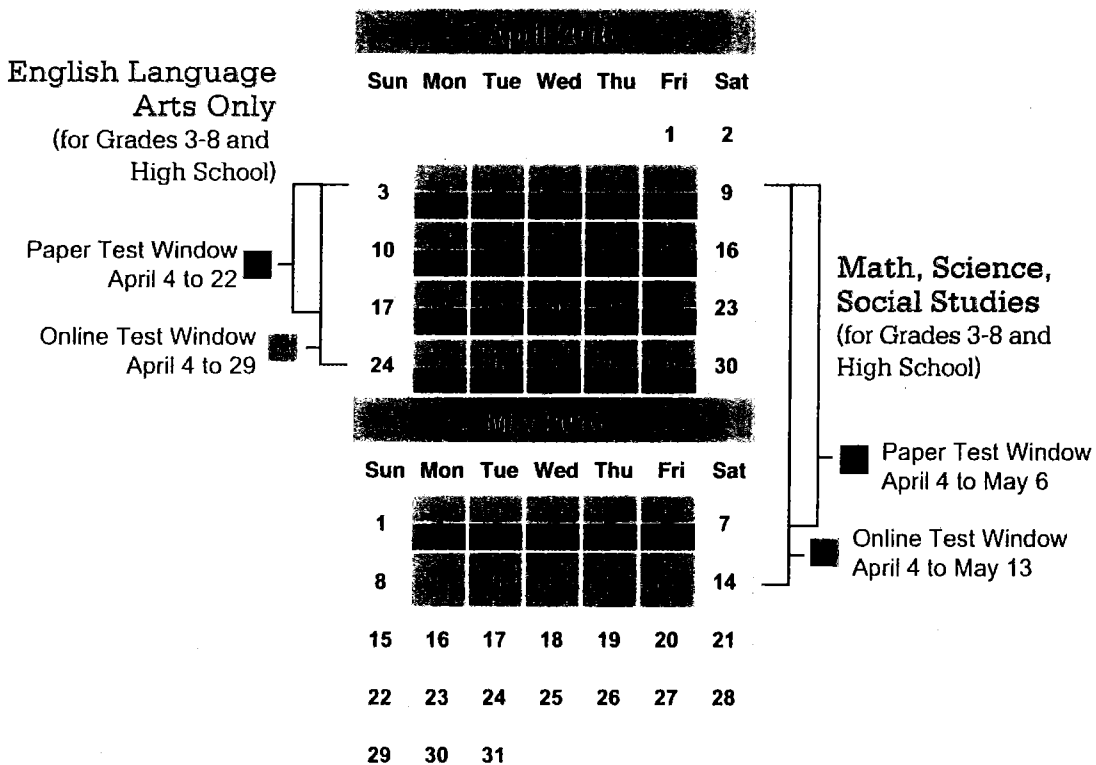 April 2016
English Language
Arts Only
(for Grades 3-8 and
High School)
Paper Test Window
April 4 to 22
Online Test Window
April 4 to 29
Sun Mon Tue Wed Thu Fri Sat
1 2
3 9
10 16
17 23
24 30
May 2016
Sun Mon Tue Wed Thu Fri Sat
1 7
8 14
15 16 17 18 19 20 21
22 23 24 25 26 27 28
29 30 31
Math, Science,
Social Studies
(for Grades 3-8 and
High School)
Paper Test Window
April 4 to May 6
Online Test Window
April 4 to May 13